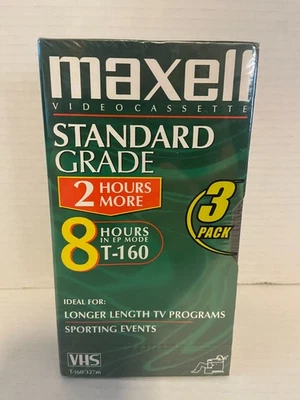 maxell
VIDEOCASSETTE
STANDARD
GRADE
2 HOURS
MORE
3
PACK
8 HOURS
IN EP MODE
T-160
IDEAL FOR:
LONGER LENGTH TV PROGRAMS
SPORTING EVENTS
VHS